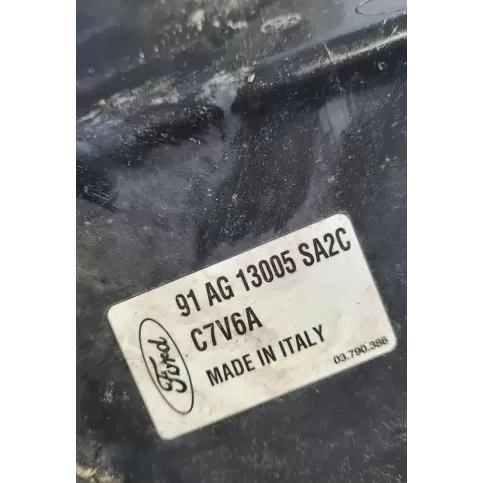 91 AG 13005 SA2C
C7V6A
Ford
MADE IN ITALY
03.790.386